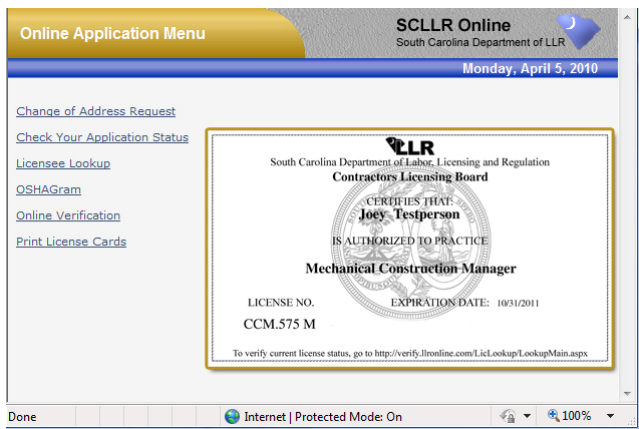 Online Application Menu
SCLLR Online
South Carolina Department of LLR
Monday, April 5, 2010
Change of Address Request
Check Your Application Status
Licensee Lookup
OSHAGram
Online Verification
Print License Cards
LLR
South Carolina Department of Labor, Licensing and Regulation
Contractors Licensing Board
CERTIFIES THAT:
Joey Testperson
IS AUTHORIZED TO PRACTICE
Mechanical Construction Manager
LICENSE NO. EXPIRATION DATE: 10/31/2011
CCM.575 M
To verify current license status, go to http://verify.llronline.com/LicLookup/LookupMain.aspx
Done Internet | Protected Mode: On 100%